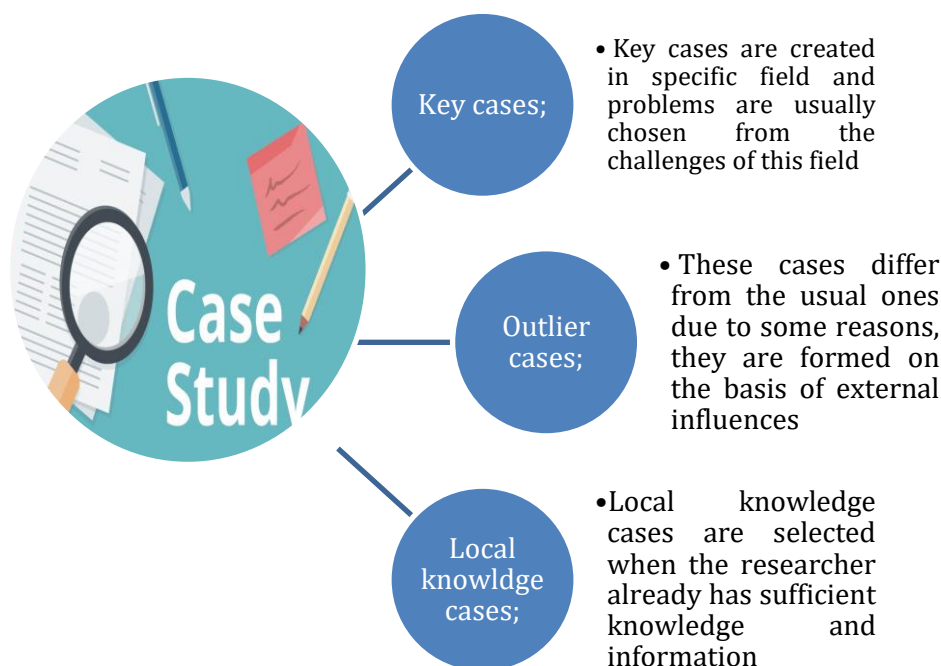 Case
Study
Key cases;
• Key cases are created
in specific field and
problems are usually
chosen from the
challenges of this field
Outlier
cases;
• These cases differ
from the usual ones
due to some reasons,
they are formed on
the basis of external
influences
Local
knowldge
cases;
•Local knowledge
cases are selected
when the researcher
already has sufficient
knowledge and
information